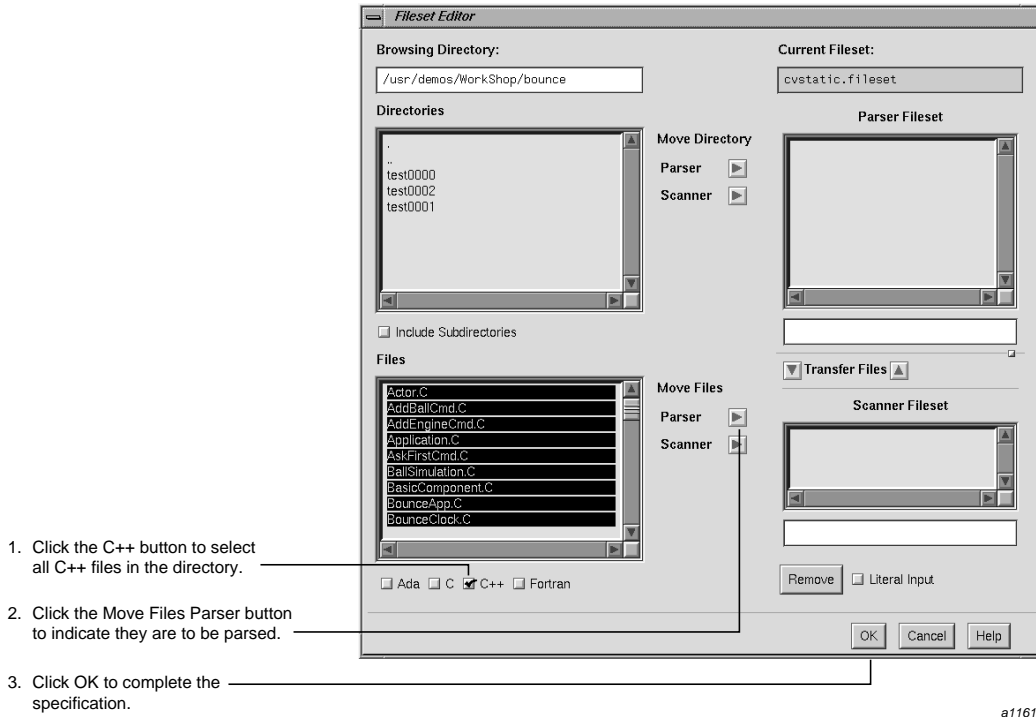 Fileset Editor
Browsing Directory:
/usr/demos/WorkShop/bounce
Current Fileset:
cvstatic.fileset
Directories
.
..
test0000
test0002
test0001
Move Directory
Parser
Scanner
Parser Fileset
Include Subdirectories
Files
Actor.C
AddBallCmd.C
AddEngineCmd.C
Application.C
AskFirstCmd.C
BallSimulation.C
BasicComponent.C
BounceApp.C
BounceClock.C
Move Files
Parser
Scanner
Transfer Files
Scanner Fileset
Ada C C++ Fortran
Remove Literal Input
OK Cancel Help
1. Click the C++ button to select
all C++ files in the directory.
2. Click the Move Files Parser button
to indicate they are to be parsed.
3. Click OK to complete the
specification.
a1161